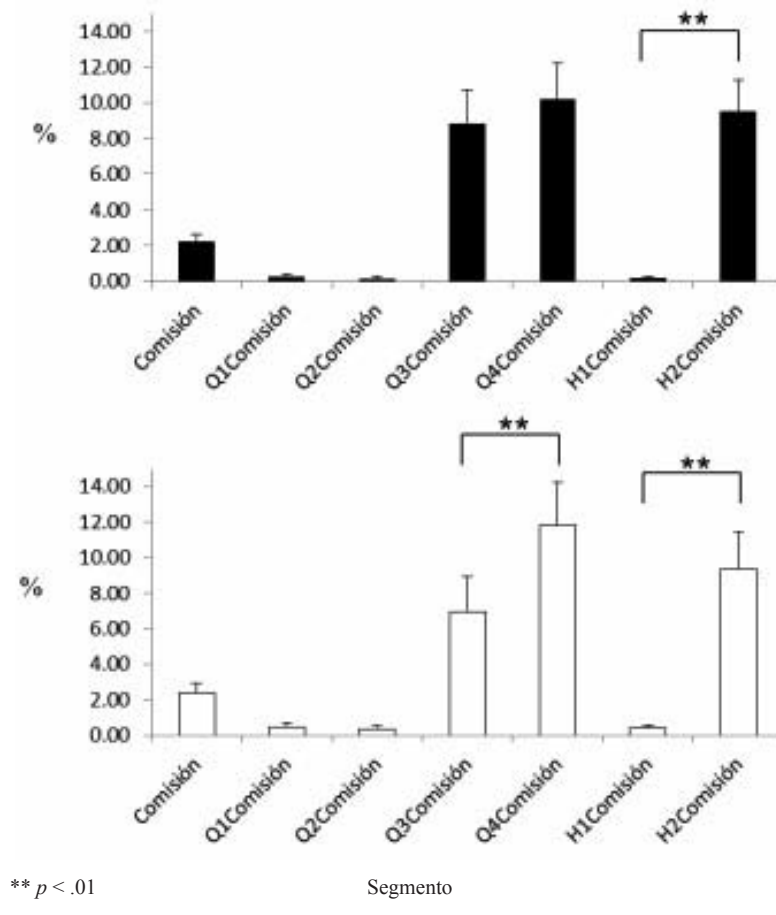 **
14.00
12.00
10.00
8.00
6.00
4.00
2.00
0.00
%
Comisión
Q1Comisión
Q2Comisión
Q3Comisión
Q4Comisión
H1Comisión
H2Comisión
**
**
14.00
12.00
10.00
8.00
6.00
4.00
2.00
0.00
%
Comisión
Q1Comisión
Q2Comisión
Q3Comisión
Q4Comisión
H1Comisión
H2Comisión
** p < .01 Segmento